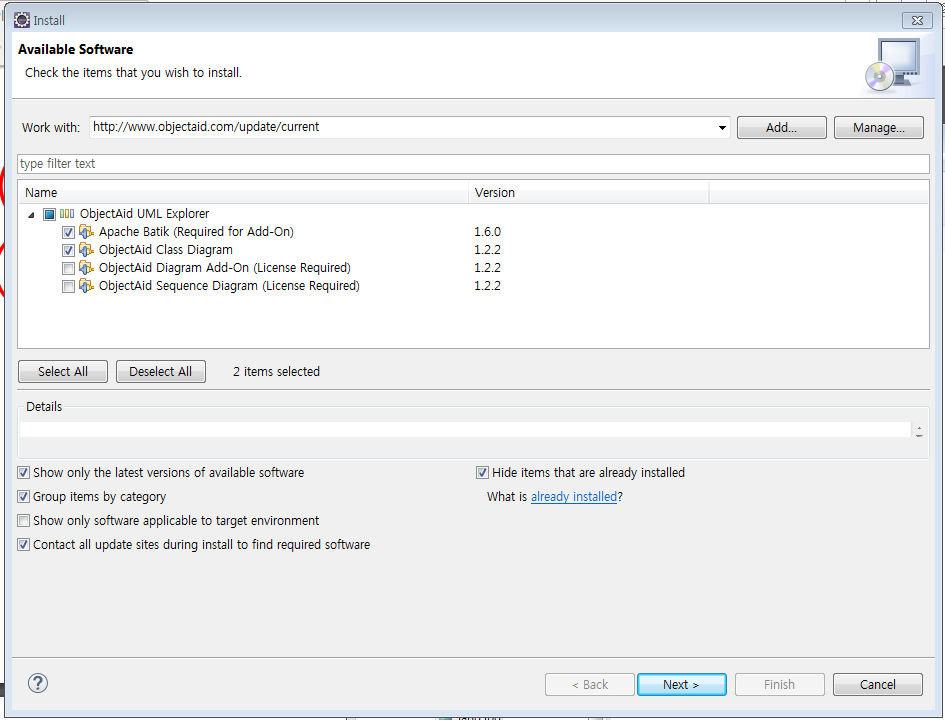 Install
Available Software
Check the items that you wish to install.
Work with: http://www.objectaid.com/update/current Add... Manage...
type filter text
Name Version
ObjectAid UML Explorer
Apache Batik (Required for Add-On) 1.6.0
ObjectAid Class Diagram 1.2.2
ObjectAid Diagram Add-On (License Required) 1.2.2
ObjectAid Sequence Diagram (License Required) 1.2.2
Select All Deselect All 2 items selected
Details
Show only the latest versions of available software Hide items that are already installed
Group items by category What is already installed?
Show only software applicable to target environment
Contact all update sites during install to find required software
? < Back Next > Finish Cancel